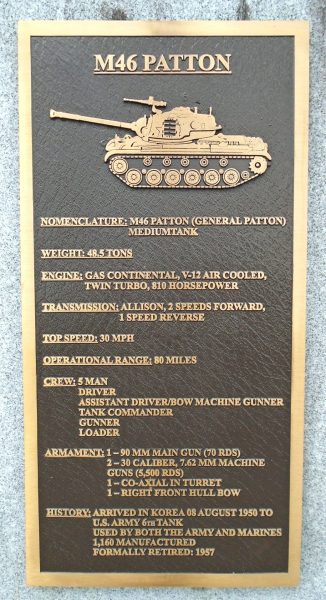 M46 PATTON
NOMENCLATURE: M46 PATTON (GENERAL PATTON)
MEDIUMTANK
WEIGHT: 48.5 TONS
ENGINE: GAS CONTINENTAL, V-12 AIR COOLED,
TWIN TURBO, 810 HORSEPOWER
TRANSMISSION: ALLISON, 2 SPEEDS FORWARD,
1 SPEED REVERSE
TOP SPEED: 30 MPH
OPERATIONAL RANGE: 80 MILES
CREW: 5 MAN
DRIVER
ASSISTANT DRIVER/BOW MACHINE GUNNER
TANK COMMANDER
GUNNER
LOADER
ARMAMENT: 1 – 90 MM MAIN GUN (70 RDS)
2 – 30 CALIBER, 7.62 MM MACHINE
GUNS (5,500 RDS)
1 – CO-AXIAL IN TURRET
1 – RIGHT FRONT HULL BOW
HISTORY: ARRIVED IN KOREA 08 AUGUST 1950 TO
U.S. ARMY 6TH TANK
USED BY BOTH THE ARMY AND MARINES
1,160 MANUFACTURED
FORMALLY RETIRED: 1957